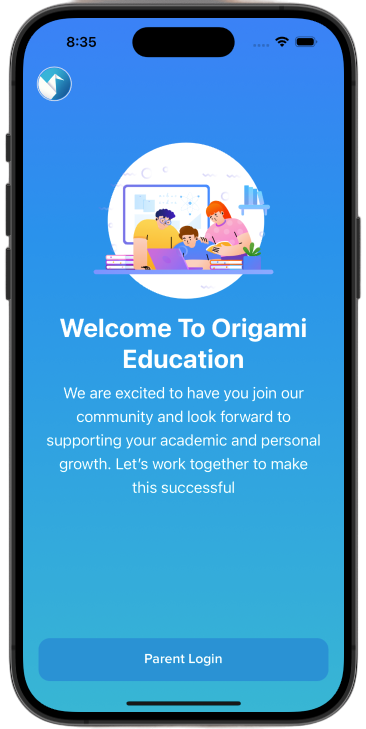 8:35
Welcome To Origami
Education
We are excited to have you join our
community and look forward to
supporting your academic and personal
growth. Let's work together to make
this successful
Parent Login